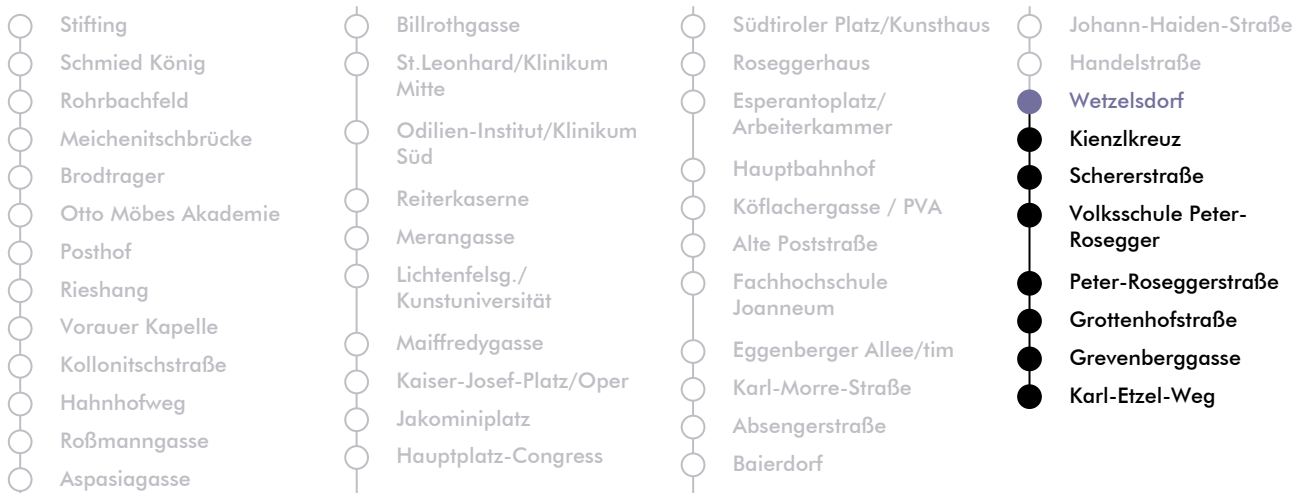 Stifting
Schmied König
Rohrbachfeld
Meichenitschbrücke
Brodtrager
Otto Möbes Akademie
Posthof
Rieshang
Vorauer Kapelle
Kollonitschstraße
Hahnhofweg
Roßmanngasse
Aspasiagasse
Billrothgasse
St.Leonhard/Klinikum
Mitte
Odilien-Institut/Klinikum
Süd
Reiterkaserne
Merangasse
Lichtenfelsg./
Kunstuniversität
Maiffredygasse
Kaiser-Josef-Platz/Oper
Jakominiplatz
Hauptplatz-Congress
Südtiroler Platz/Kunsthaus
Roseggerhaus
Esperantoplatz/
Arbeiterkammer
Hauptbahnhof
Köflachergasse / PVA
Alte Poststraße
Fachhochschule
Joanneum
Eggenberger Allee/tim
Karl-Morre-Straße
Absengerstraße
Baierdorf
Johann-Haiden-Straße
Handelstraße
Wetzelsdorf
Kienzlkreuz
Schererstraße
Volksschule Peter-
Rosegger
Peter-Roseggerstraße
Grottenhofstraße
Grevenberggasse
Karl-Etzel-Weg